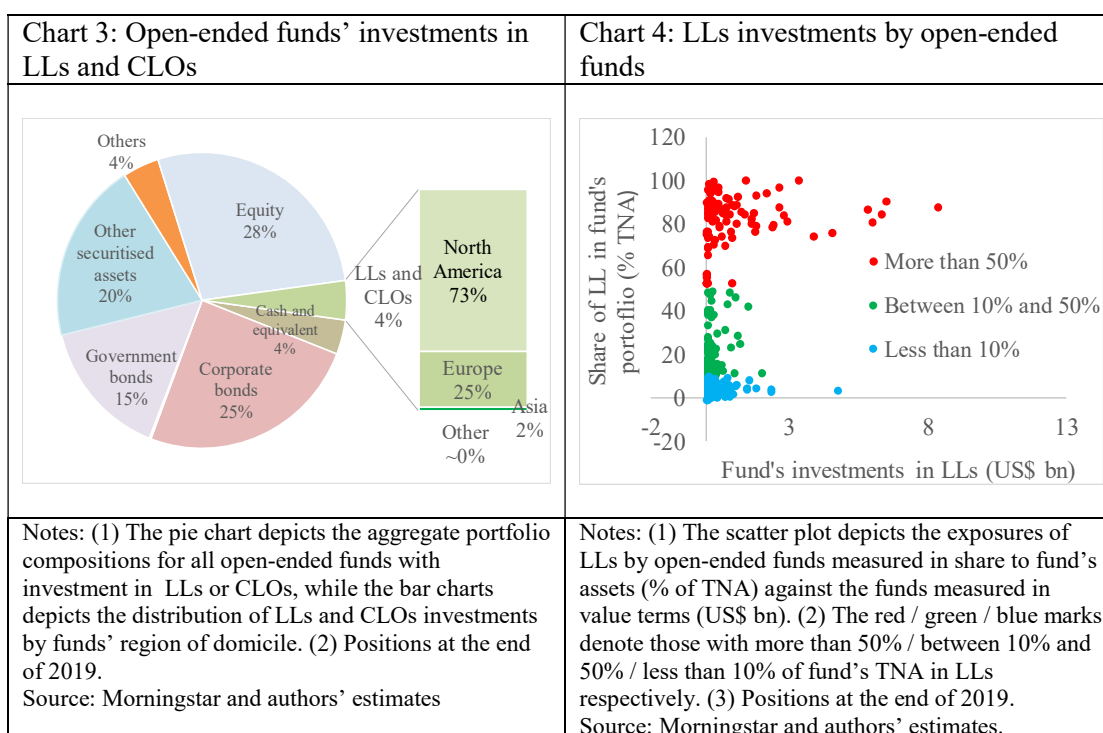 Chart 3: Open-ended funds’ investments in
LLs and CLOs
Others
4%
Equity
28%
Other
securitised
assets
20%
LLs and
CLOs
4%
Cash and
equivalent
4%
Government
bonds
15%
Corporate
bonds
25%
North
America
73%
Europe
25%
Asia
2%
Other
~0%
Notes: (1) The pie chart depicts the aggregate portfolio
compositions for all open-ended funds with
investment in LLs or CLOs, while the bar charts
depicts the distribution of LLs and CLOs investments
by funds’ region of domicile. (2) Positions at the end
of 2019.
Source: Morningstar and authors’ estimates
Chart 4: LLs investments by open-ended
funds
Share of LL in fund's
portoflio (% TNA)
120
100
80
60
40
20
0
-20
-2
3
8
13
More than 50%
Between 10% and 50%
Less than 10%
Fund's investments in LLs (US$ bn)
Notes: (1) The scatter plot depicts the exposures of
LLs by open-ended funds measured in share to fund’s
assets (% of TNA) against the funds measured in
value terms (US$ bn). (2) The red / green / blue marks
denote those with more than 50% / between 10% and
50% / less than 10% of fund’s TNA in LLs
respectively. (3) Positions at the end of 2019.
Source: Morningstar and authors’ estimates.